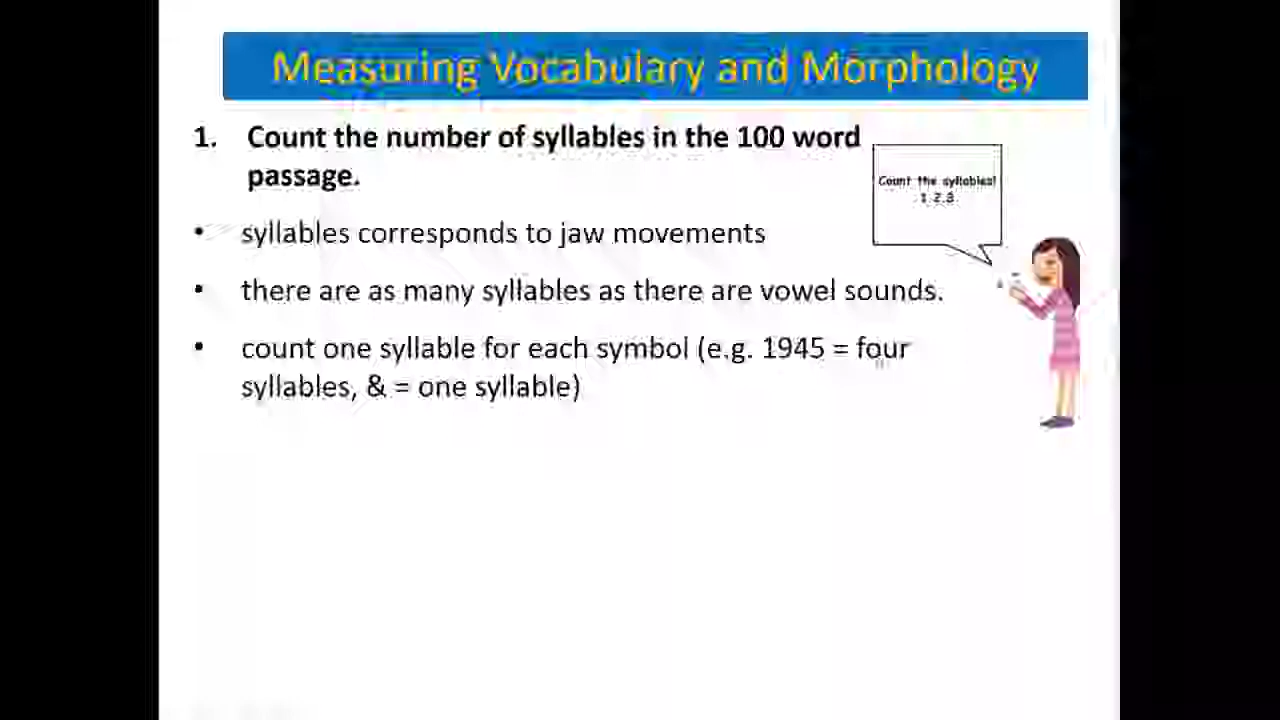 Measuring Vocabulary and Morphology
1. Count the number of syllables in the 100 word
passage.
Count the syllables!
1 2 3
• syllables corresponds to jaw movements
• there are as many syllables as there are vowel sounds.
• count one syllable for each symbol (e.g. 1945 = four
syllables, & = one syllable)